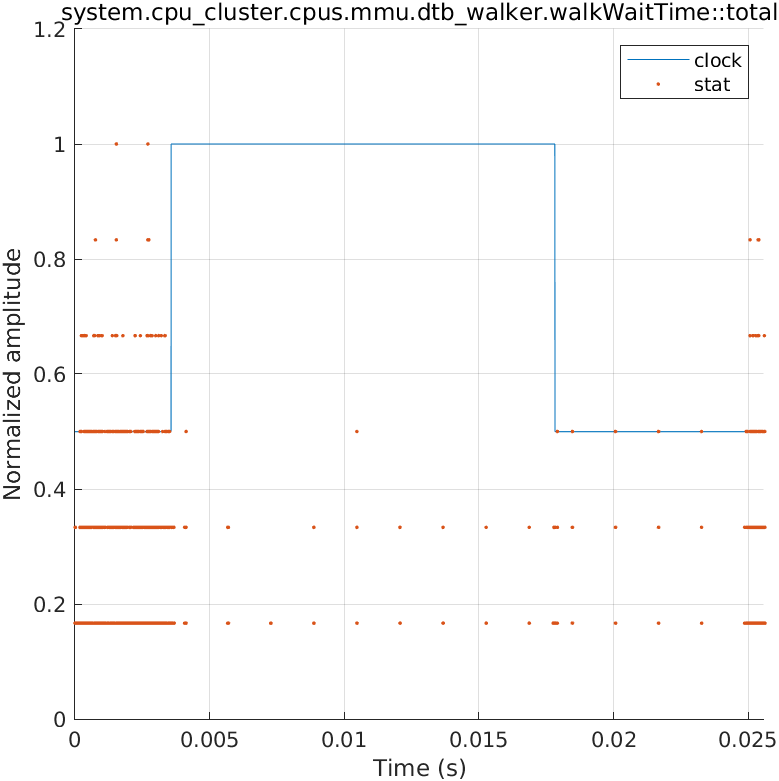 system.cpu_cluster.cpus.mmu.dtb_walker.walkWaitTime::total
1.2
1
0.8
0.6
0.4
0.2
0
Normalized amplitude
clock
stat
0 0.005 0.01 0.015 0.02 0.025
Time (s)